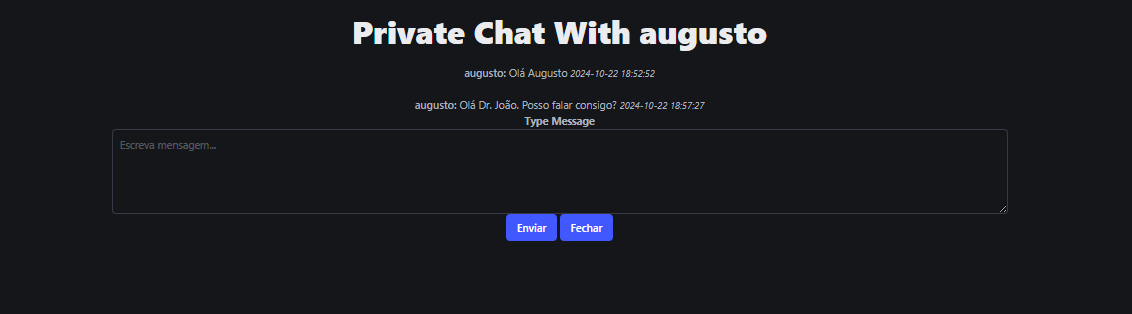 Private Chat With augusto
augusto: Olá Augusto 2024-10-22 18:52:52
augusto: Olá Dr. João. Posso falar consigo? 2024-10-22 18:57:27
Type Message
Escreva mensagem...
Enviar Fechar